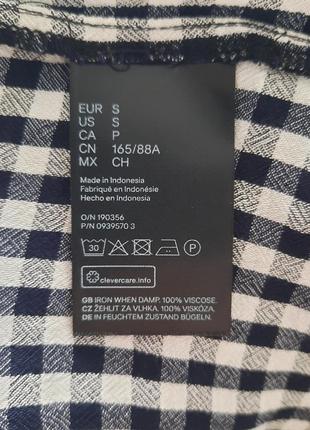 EUR S
US S
CA P
CN 165/88A
MX CH
Made in Indonesia
Fabriqué en Indonésie
Hecho en Indonesia
O/N 190356
P/N 0939570 3
30 P
clevercare.info
GB IRON WHEN DAMP. 100% VISCOSE.
CZ ŽEHLIT ZA VLHKA. 100% VISKÓZA.
DE IN FEUCHTEM ZUSTAND BÜGELN.